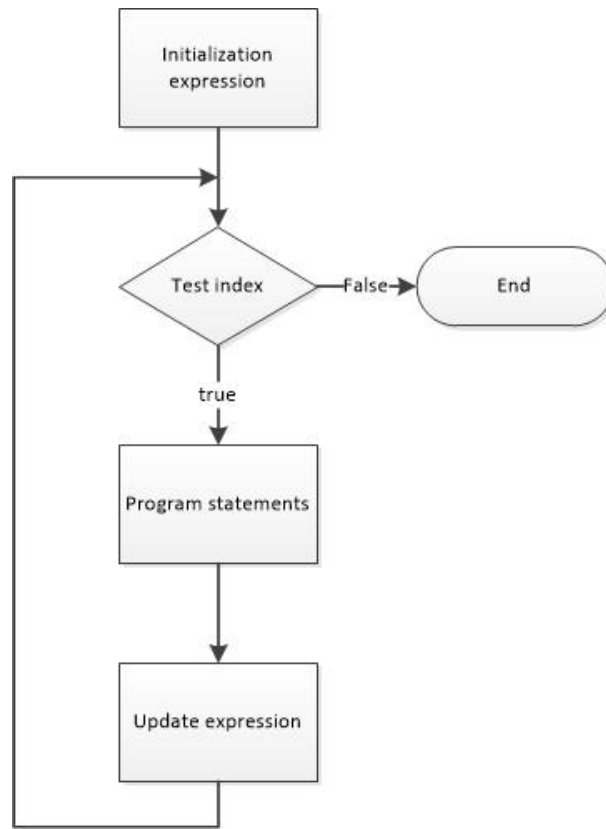 Initialization
expression
Test index
False
End
true
Program statements
Update expression